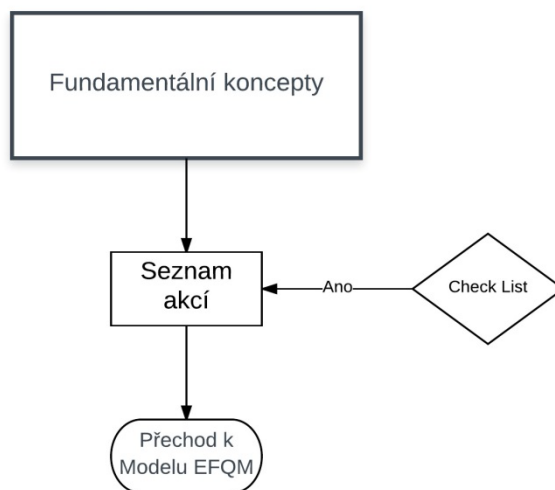 Fundamentální koncepty
Seznam
akcí
Ano
Check List
Přechod k
Modelu EFQM